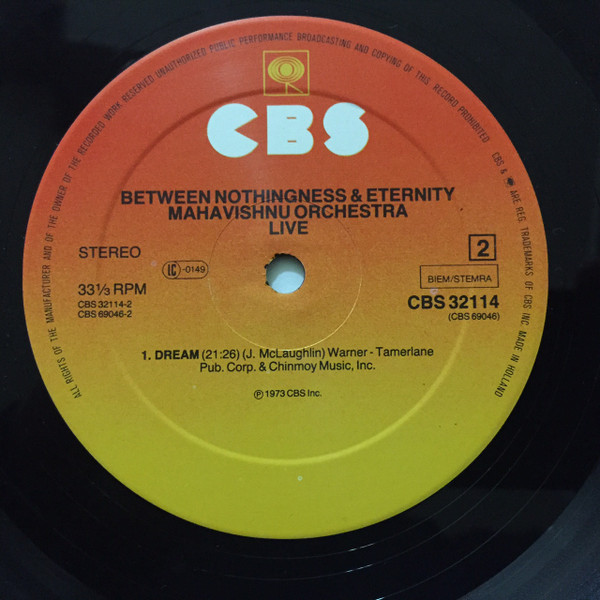 ALL RIGHTS OF THE MANUFACTURER AND OF THE OWNER OF THE RECORDED WORK RESERVED UNAUTHORIZED PUBLIC PERFORMANCE BROADCASTING AND COPYING OF THIS RECORD PROHIBITED CBS & ARE REG. TRADEMARKS OF CBS INC. MADE IN HOLLAND
CBS
BETWEEN NOTHINGNESS & ETERNITY
MAHAVISHNU ORCHESTRA
LIVE
STEREO
2
IC -0149
BIEM/STEMRA
33 1/3 RPM
CBS 32114
CBS 32114-2
(CBS 69046)
CBS 69046-2
1. DREAM (21:26) (J. McLaughlin) Warner - Tamerlane
Pub. Corp. & Chinmoy Music, Inc.
℗ 1973 CBS Inc.